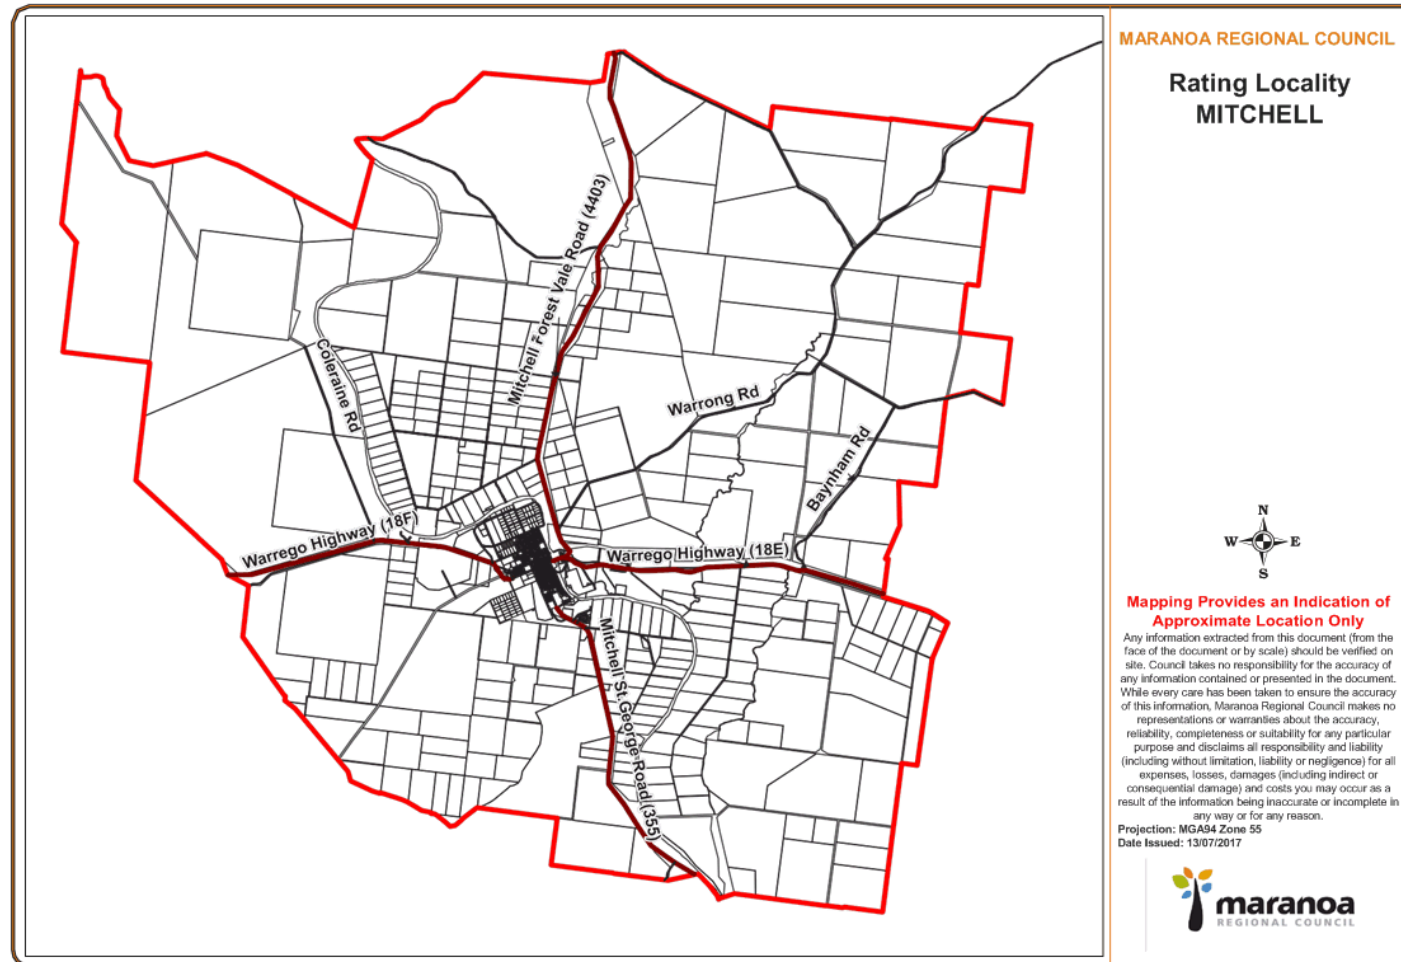 MARANOA REGIONAL COUNCIL
Rating Locality
MITCHELL
Mitchell Forest Vale Road (4403)
Coleraine Rd
Warrong Rd
Baynham Rd
Warrego Highway (18F)
Warrego Highway (18E)
Mitchell St George Road (355)
N
W
E
S
Mapping Provides an Indication of
Approximate Location Only
Any information extracted from this document (from the
face of the document or by scale) should be verified on
site. Council takes no responsibility for the accuracy of
any information contained or presented in the document.
While every care has been taken to ensure the accuracy
of this information, Maranoa Regional Council makes no
representations or warranties about the accuracy,
reliability, completeness or suitability for any particular
purpose and disclaims all responsibility and liability
(including without limitation, liability or negligence) for all
expenses, losses, damages (including indirect or
consequential damage) and costs you may occur as a
result of the information being inaccurate or incomplete in
any way or for any reason.
Projection: MGA94 Zone 55
Date Issued: 13/07/2017
maranoa
REGIONAL COUNCIL